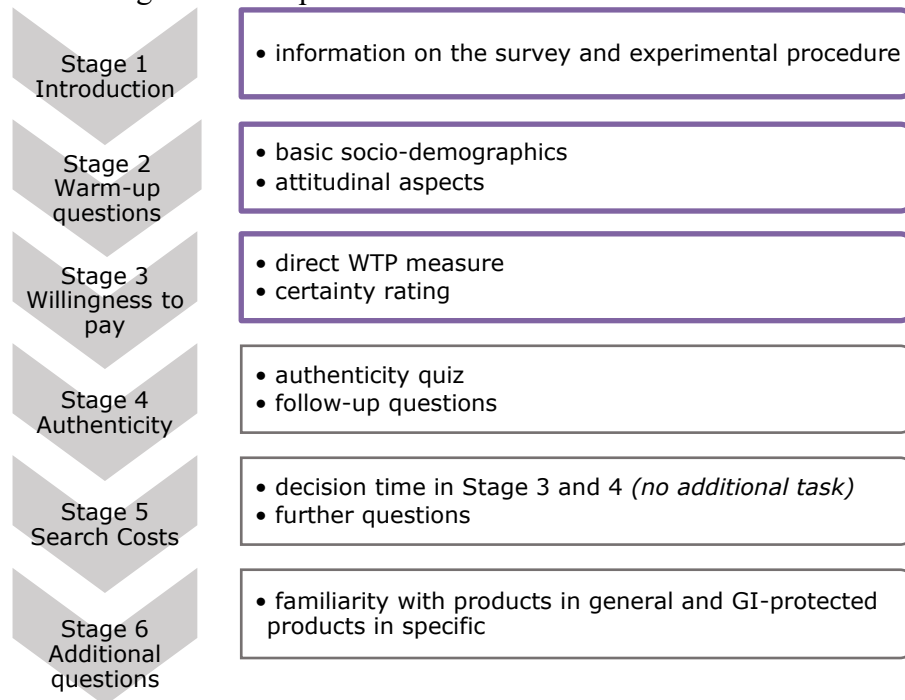 Stage 1
Introduction
• information on the survey and experimental procedure
Stage 2
Warm-up
questions
• basic socio-demographics
• attitudinal aspects
Stage 3
Willingness to
pay
• direct WTP measure
• certainty rating
Stage 4
Authenticity
• authenticity quiz
• follow-up questions
Stage 5
Search Costs
• decision time in Stage 3 and 4 (no additional task)
• further questions
Stage 6
Additional
questions
• familiarity with products in general and GI-protected
products in specific